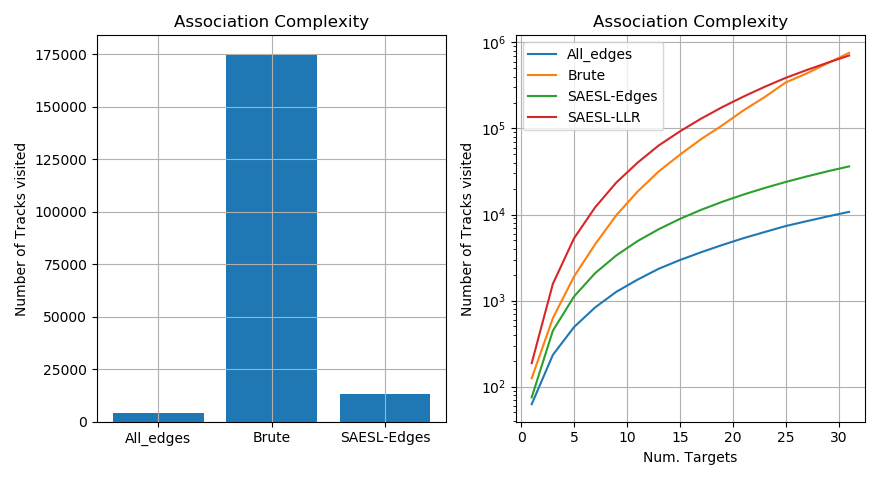 Association Complexity
Number of Tracks visited
175000
150000
125000
100000
75000
50000
25000
0
All_edges Brute SAESL-Edges
Association Complexity
Number of Tracks visited
10^6
10^5
10^4
10^3
10^2
All_edges
Brute
SAESL-Edges
SAESL-LLR
0 5 10 15 20 25 30
Num. Targets